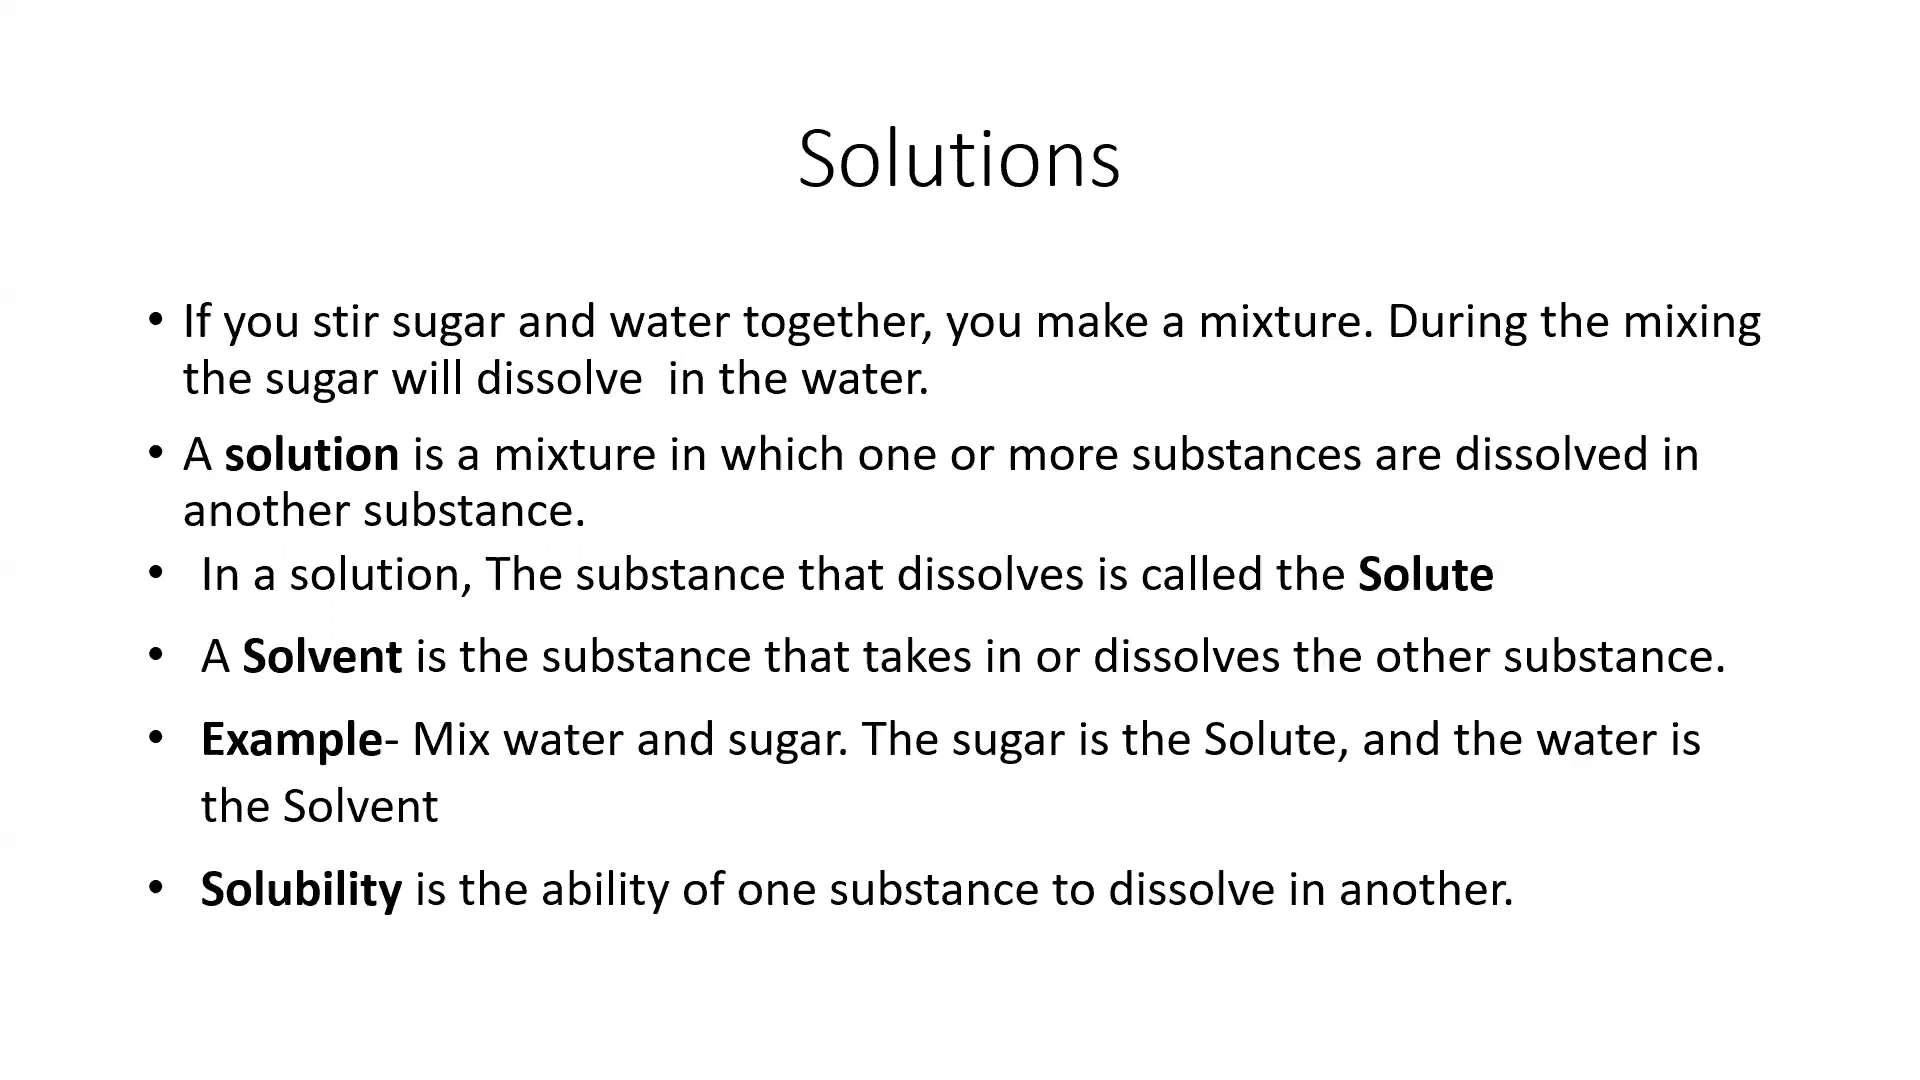 Solutions
• If you stir sugar and water together, you make a mixture. During the mixing
the sugar will dissolve  in the water.
• A solution is a mixture in which one or more substances are dissolved in
another substance.
• In a solution, The substance that dissolves is called the Solute
• A Solvent is the substance that takes in or dissolves the other substance.
• Example- Mix water and sugar. The sugar is the Solute, and the water is
the Solvent
• Solubility is the ability of one substance to dissolve in another.